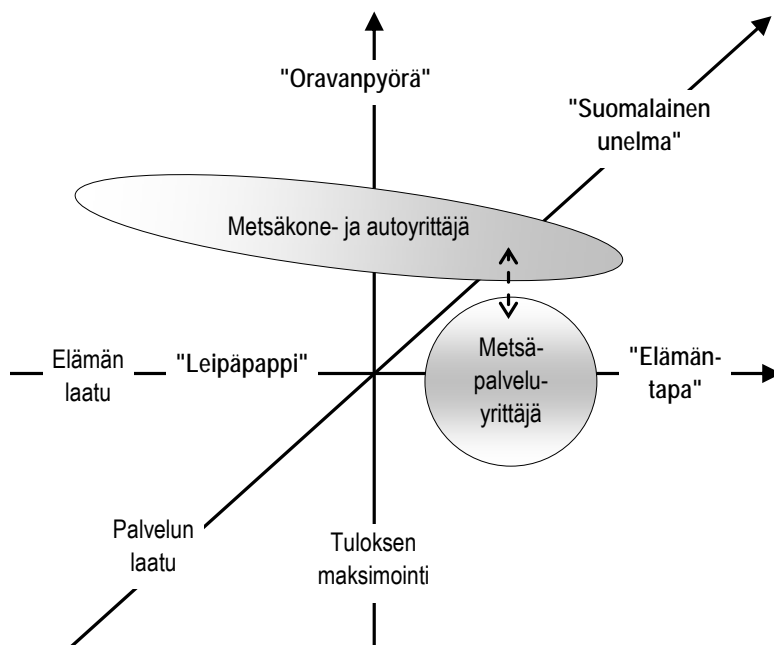 "Oravanpyörä"
"Suomalainen
unelma"
Metsäkone- ja autoyrittäjä
Elämän
laatu
"Leipäpappi"
Metsä-
palvelu-
yrittäjä
"Elämän-
tapa"
Palvelun
laatu
Tuloksen
maksimointi